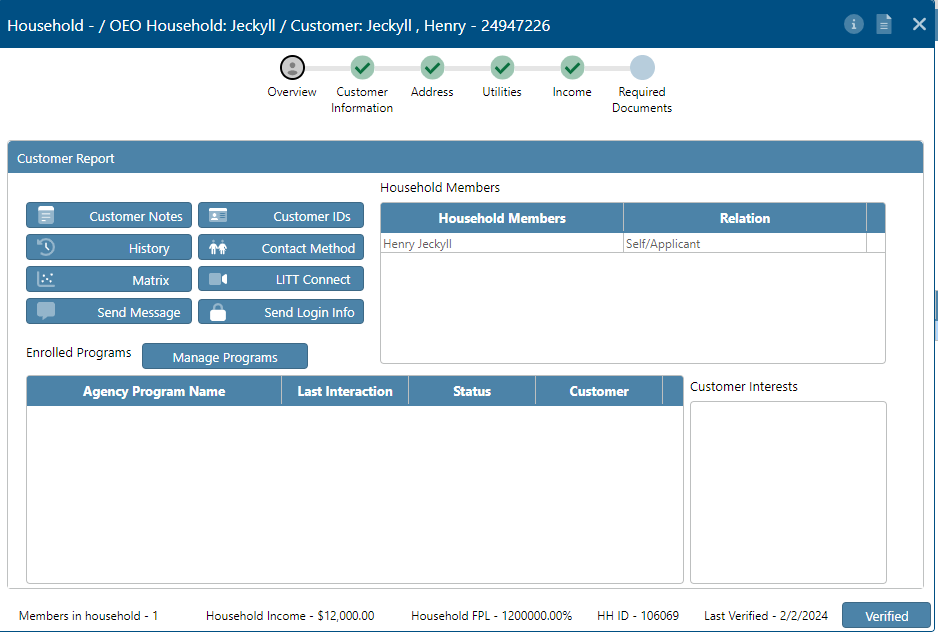 Household - / OEO Household: Jeckyll / Customer: Jeckyll , Henry - 24947226
Overview
Customer
Information
Address
Utilities
Income
Required
Documents
Customer Report
Customer Notes
Customer IDs
History
Contact Method
Matrix
LITT Connect
Send Message
Send Login Info
Household Members
Household Members Relation
Henry Jeckyll Self/Applicant
Enrolled Programs
Manage Programs
Agency Program Name Last Interaction Status Customer
Customer Interests
Members in household - 1 Household Income - $12,000.00 Household FPL - 1200000.00% HH ID - 106069 Last Verified - 2/2/2024 Verified